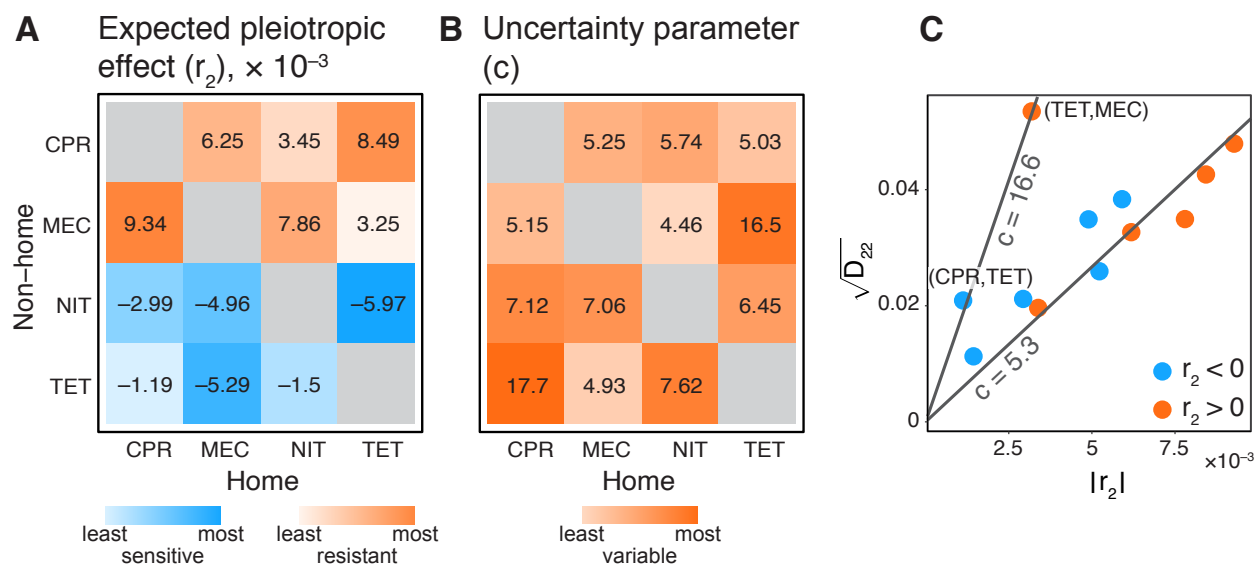 A Expected pleiotropic
effect (r2), × 10–3
B Uncertainty parameter
(c)
C
Non–home
CPR 6.25 3.45 8.49
MEC 9.34 7.86 3.25
NIT –2.99 –4.96 –5.97
TET –1.19 –5.29 –1.5
CPR MEC NIT TET
Home
least most
sensitive
least most
resistant
5.25 5.74 5.03
5.15 4.46 16.5
7.12 7.06 6.45
17.7 4.93 7.62
CPR MEC NIT TET
Home
least most
variable
√D22
0.04
0.02
0
(TET,MEC)
c = 16.6
(CPR,TET)
c = 5.3
r2 < 0
r2 > 0
2.5 5 7.5
×10–3
|r2|